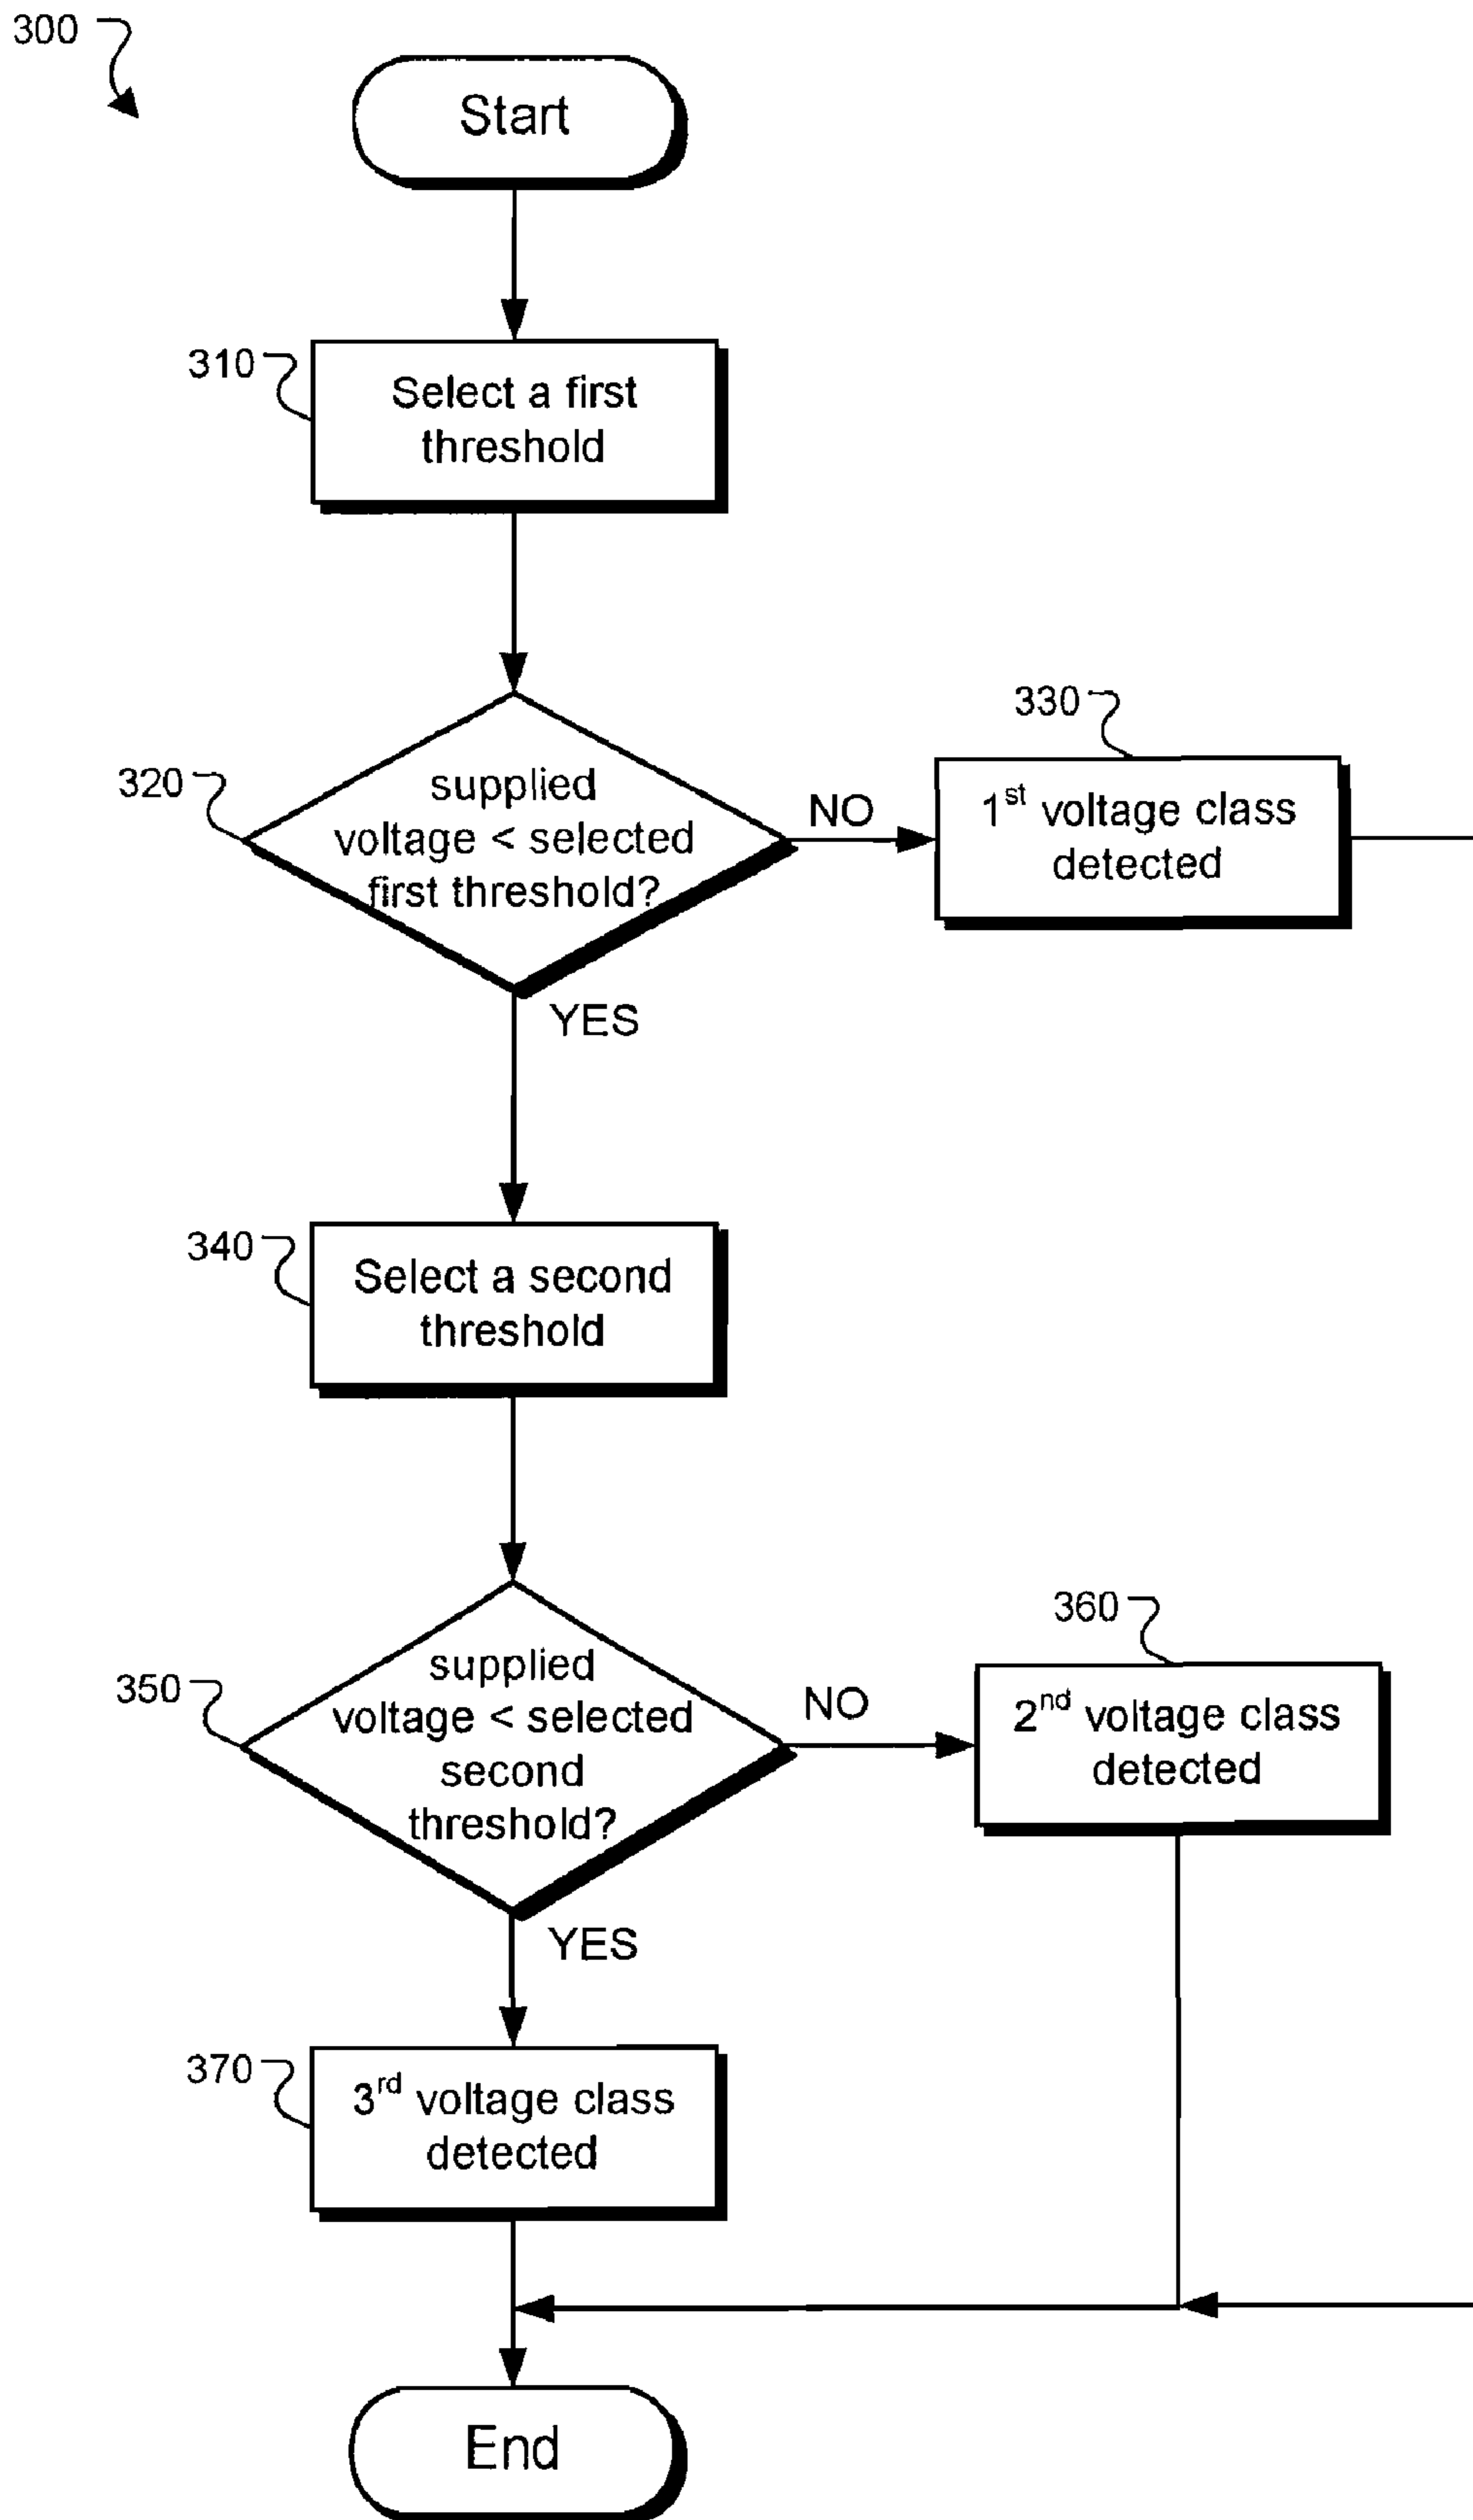 300
Start
310
Select a first
threshold
320
supplied
voltage < selected
first threshold?
NO
330
1st voltage class
detected
YES
340
Select a second
threshold
350
supplied
voltage < selected
second
threshold?
NO
360
2nd voltage class
detected
YES
370
3rd voltage class
detected
End